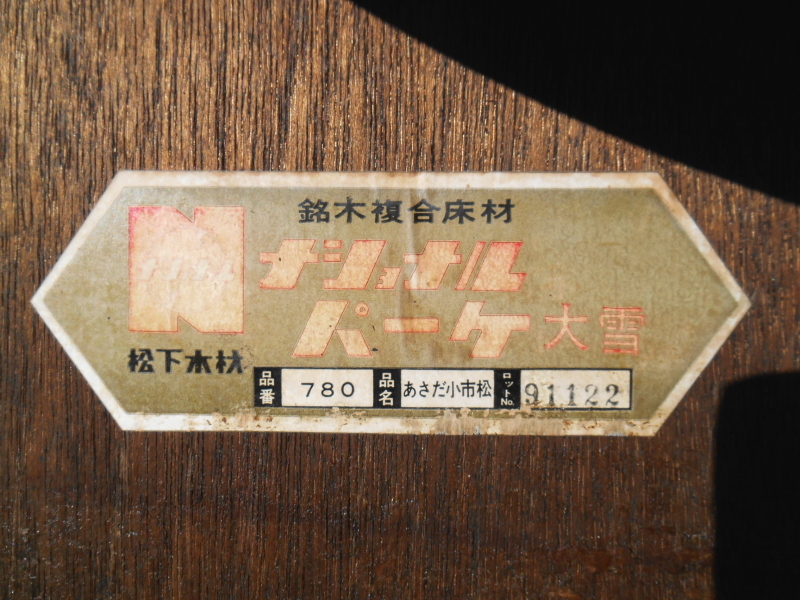 銘木複合床材
N
ナショナル
パーケ 大雪
松下木材
品番 780 品名 あさだ小市松 ロットNo. 91122